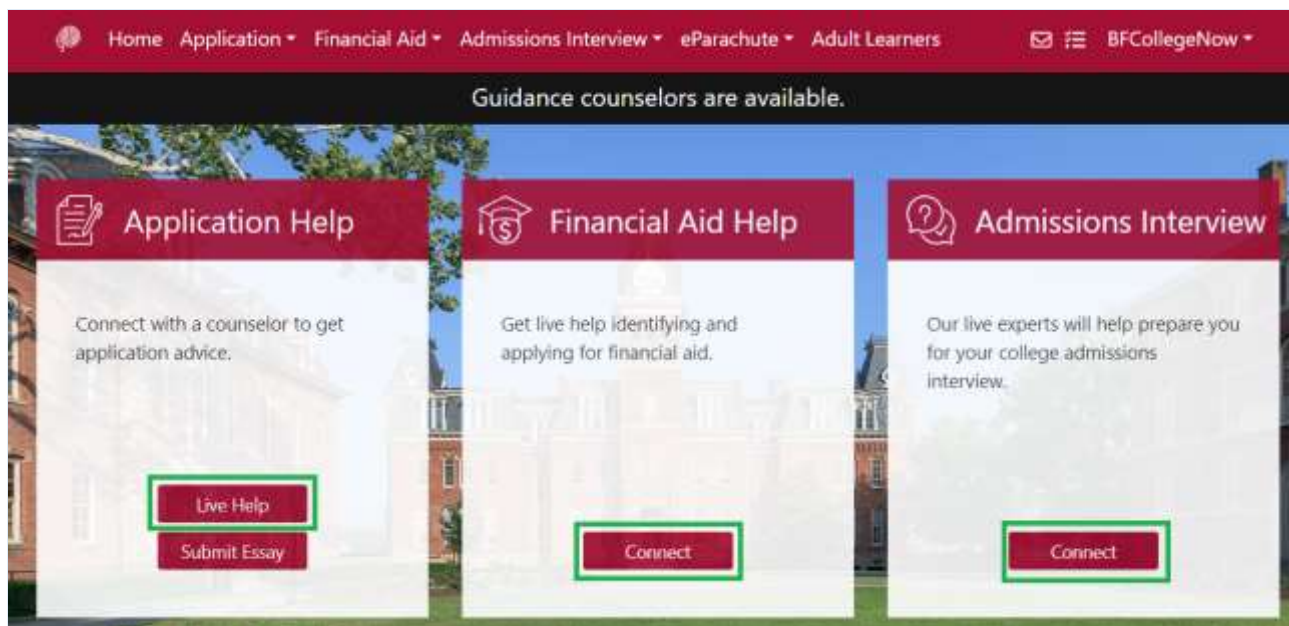 Home Application Financial Aid Admissions Interview eParachute Adult Learners BFCollegeNow
Guidance counselors are available.
Application Help
Connect with a counselor to get
application advice.
Live Help
Submit Essay
Financial Aid Help
Get live help identifying and
applying for financial aid.
Connect
Admissions Interview
Our live experts will help prepare you
for your college admissions
interview.
Connect